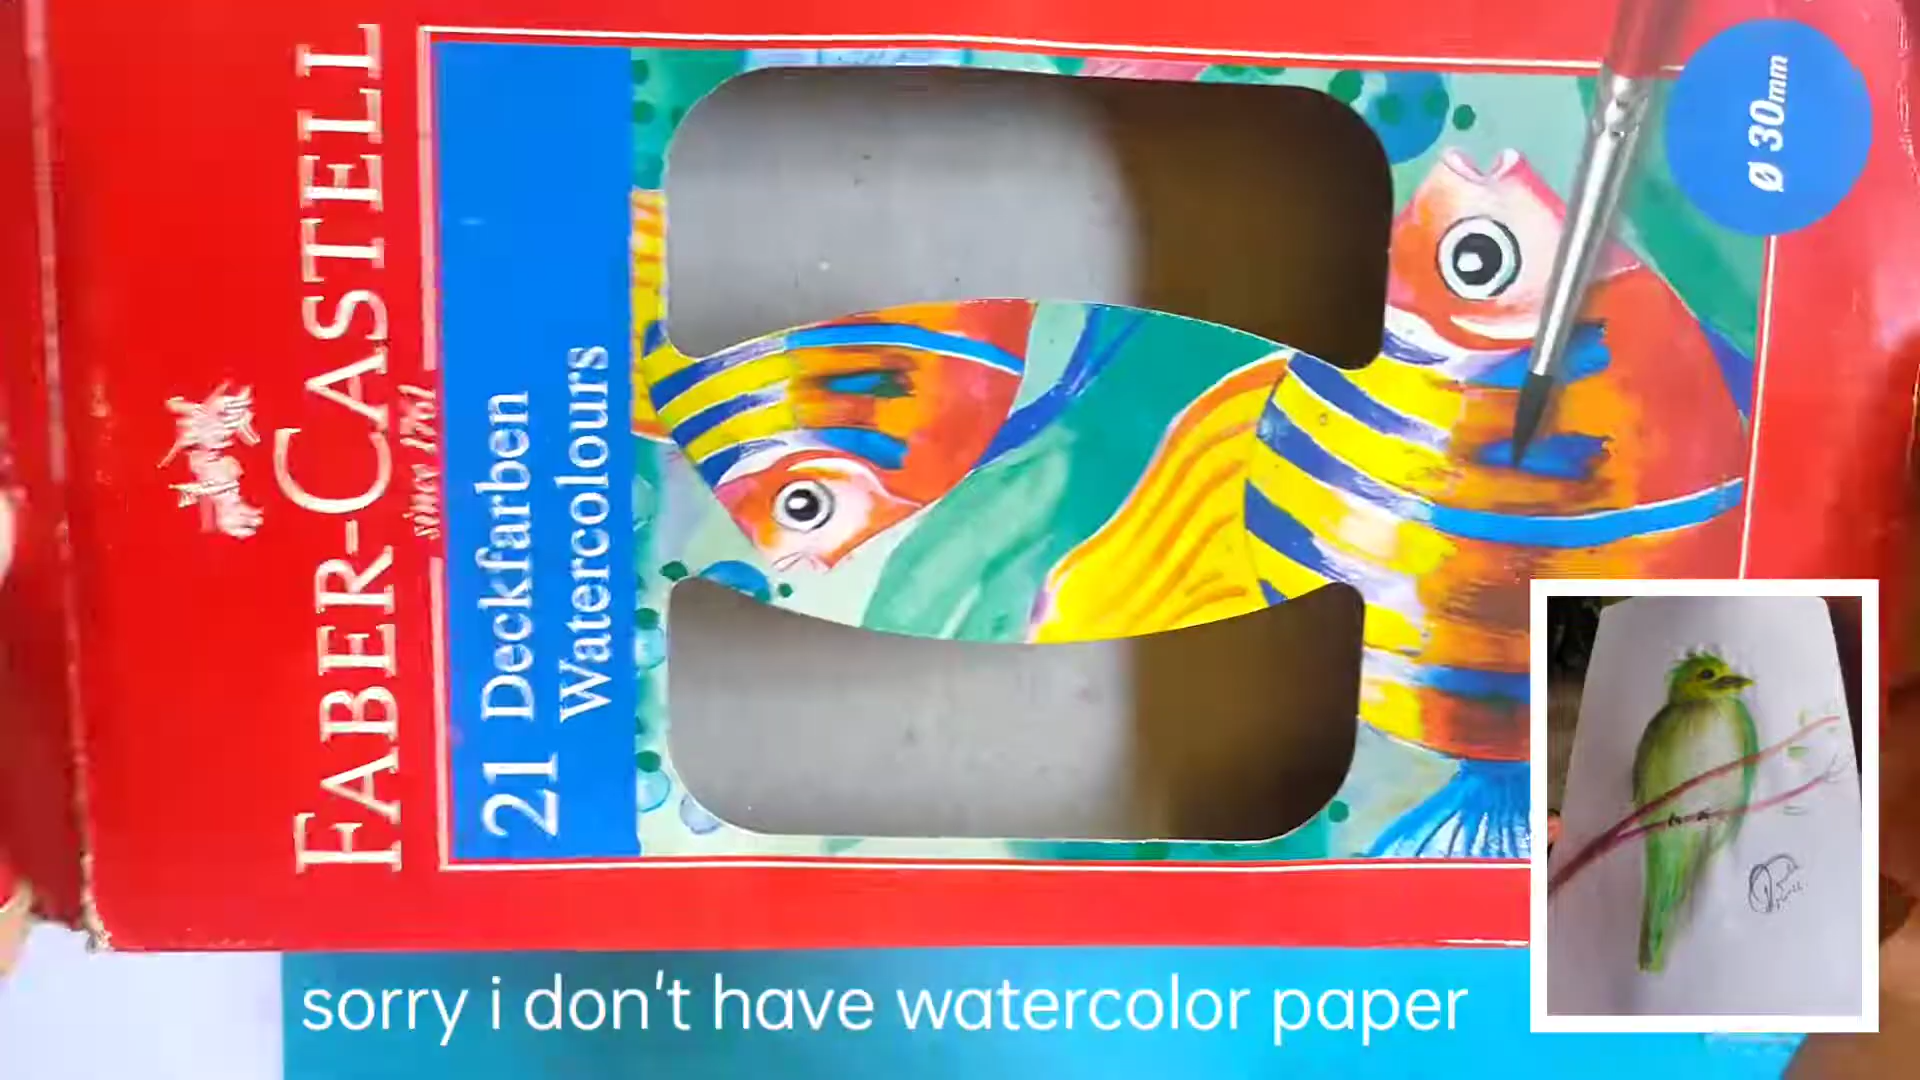 FABER-CASTELL
since 1761
21 Deckfarben
Watercolours
Ø 30mm
sorry i don't have watercolor paper